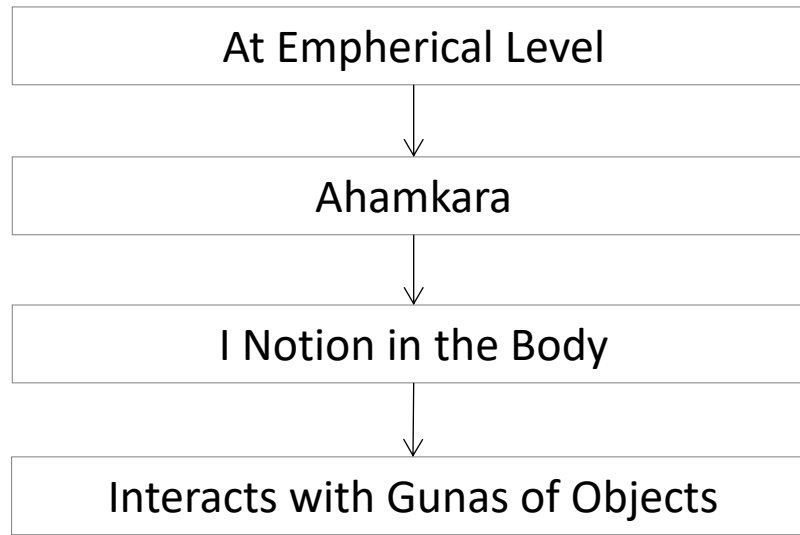 At Empherical Level
Ahamkara
I Notion in the Body
Interacts with Gunas of Objects